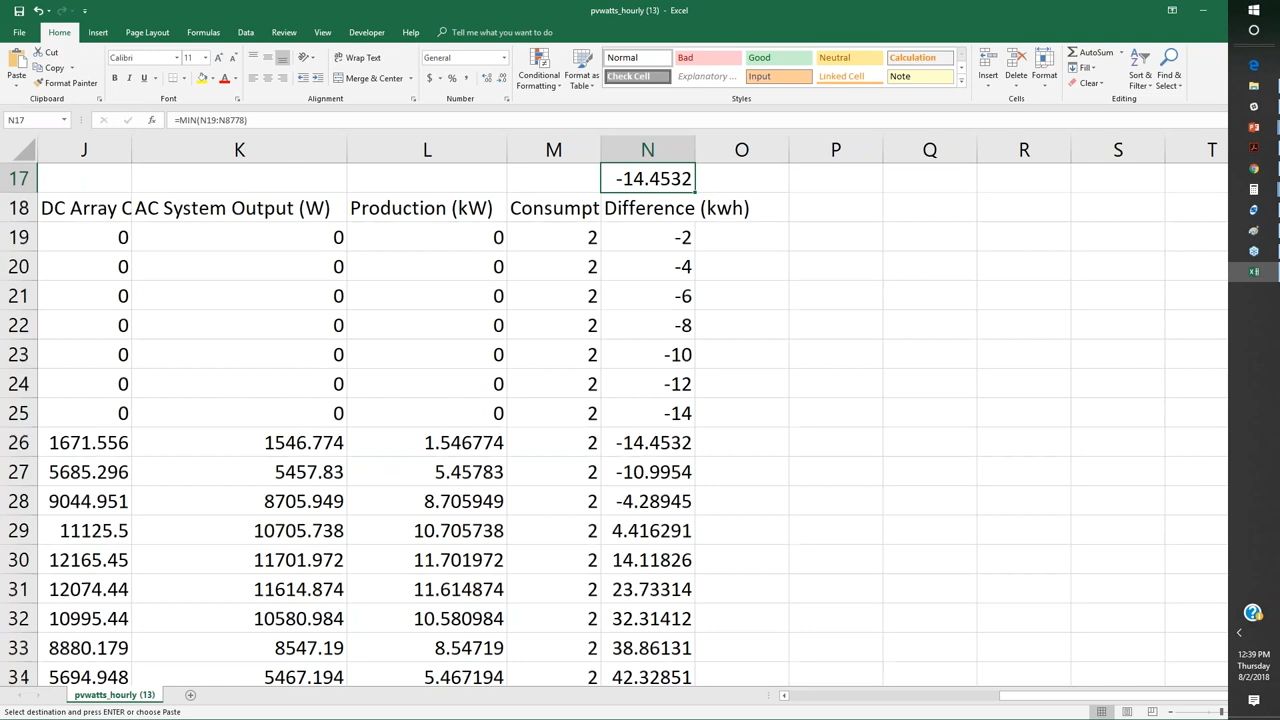 pvwatts_hourly (13) - Excel
File Home Insert Page Layout Formulas Data Review View Developer Help Tell me what you want to do
Paste
Cut
Copy
Format Painter
Clipboard
Calibri 11
B I U
Font
Wrap Text
Merge & Center
Alignment
General
$ % ,
Number
Conditional Formatting
Format as Table
Normal Bad Good Neutral Calculation
Check Cell Explanatory ... Input Linked Cell Note
Styles
Insert Delete Format
Cells
AutoSum
Fill
Clear
Sort & Filter
Find & Select
Editing
N17 fx =MIN(N19:N8778)
J K L M N O P Q R S T
17 -14.4532
18 DC Array C AC System Output (W) Production (kW) Consumpt Difference (kwh)
19 0 0 0 2 -2
20 0 0 0 2 -4
21 0 0 0 2 -6
22 0 0 0 2 -8
23 0 0 0 2 -10
24 0 0 0 2 -12
25 0 0 0 2 -14
26 1671.556 1546.774 1.546774 2 -14.4532
27 5685.296 5457.83 5.45783 2 -10.9954
28 9044.951 8705.949 8.705949 2 -4.28945
29 11125.5 10705.738 10.705738 2 4.416291
30 12165.45 11701.972 11.701972 2 14.11826
31 12074.44 11614.874 11.614874 2 23.73314
32 10995.44 10580.984 10.580984 2 32.31412
33 8880.179 8547.19 8.54719 2 38.86131
34 5694.948 5467.194 5.467194 2 42.32851
pvwatts_hourly (13)
Select destination and press ENTER or choose Paste
12:39 PM
Thursday
8/2/2018